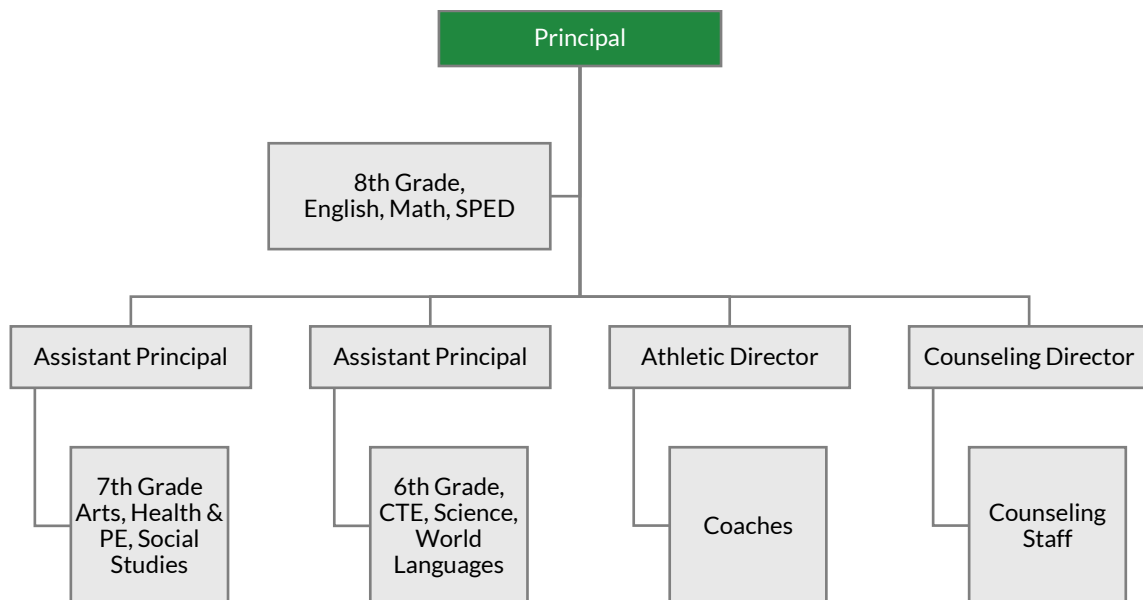 Principal
8th Grade,
English, Math, SPED
Assistant Principal
Assistant Principal
Athletic Director
Counseling Director
7th Grade
Arts, Health &
PE, Social
Studies
6th Grade,
CTE, Science,
World
Languages
Coaches
Counseling
Staff